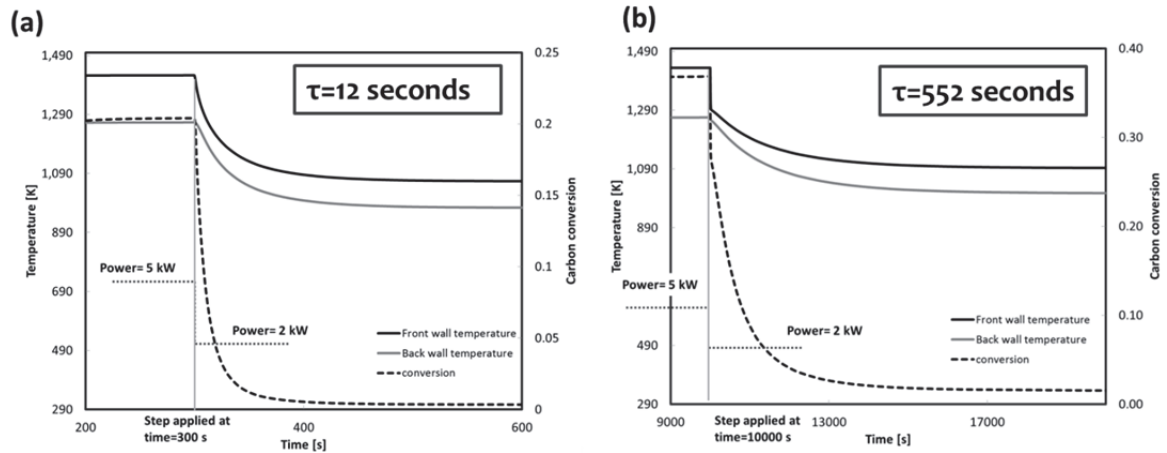 (a)
1,490
1,290
1,090
890
690
490
290
Temperature [K]
0.25
0.2
0.15
0.1
0.05
0
Carbon conversion
τ=12 seconds
Power= 5 kW
Power= 2 kW
Front wall temperature
Back wall temperature
conversion
200
400
600
Step applied at
time=300 s
Time [s]
(b)
1,490
1,290
1,090
890
690
490
290
Temperature [K]
0.40
0.30
0.20
0.10
0.00
Carbon conversion
τ=552 seconds
Power= 5 kW
Power= 2 kW
Front wall temperature
Back wall temperature
conversion
9000
13000
17000
Step applied at
time=10000 s
Time [s]